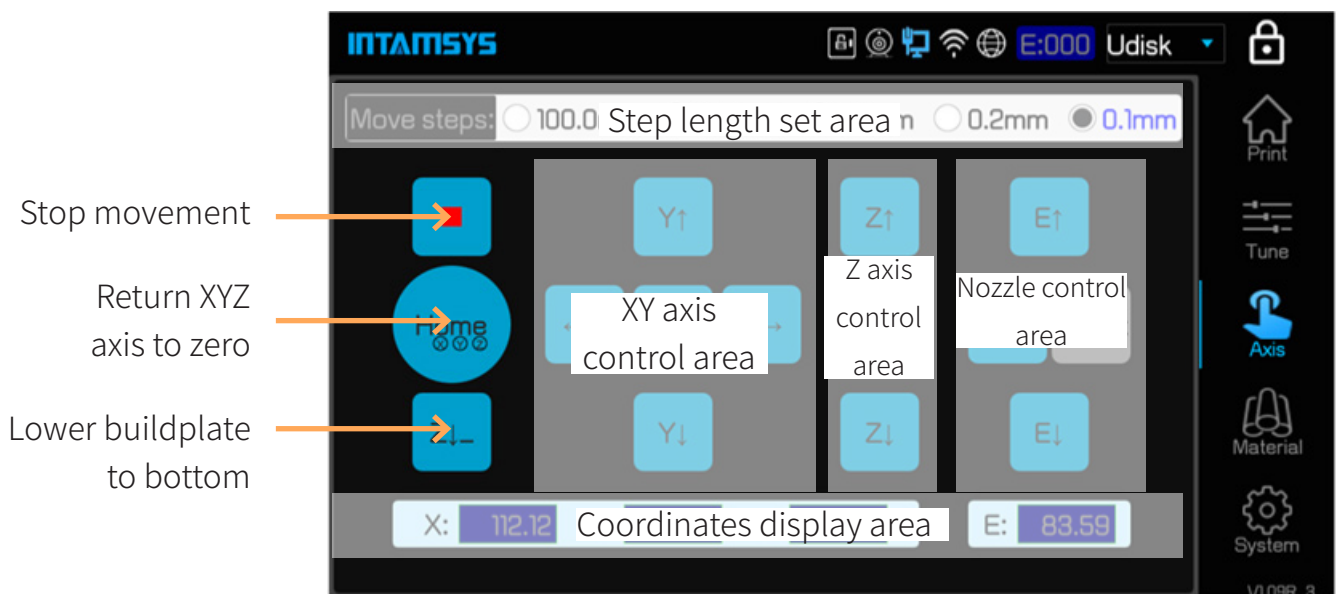 INTAMSYS E:000 Udisk
Move steps: 100.0 Step length set area m 0.2mm 0.1mm
Print
Stop movement
Y↑ Z↑ E↑
Tune
Return XYZ
axis to zero
Home
X Y Z
← XY axis →
control area
Z axis
control
area
Nozzle control
area
Axis
Lower buildplate
to bottom
Z↓_ Y↓ Z↓ E↓
Material
X: 112.12 Coordinates display area E: 83.59
System